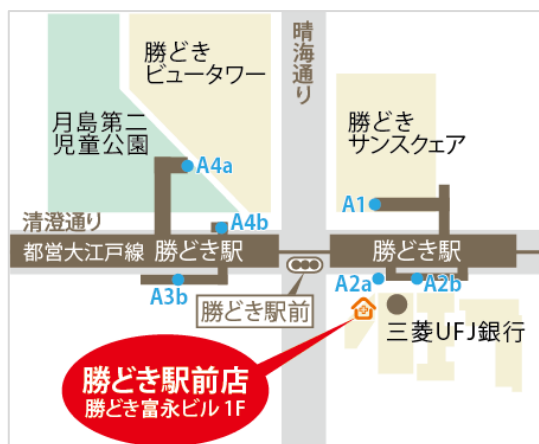 勝どき
ビュータワー
晴海通り
月島第二
児童公園
勝どき
サンスクェア
A4a
A1
A4b
清澄通り
都営大江戸線 勝どき駅
勝どき駅
A3b
勝どき駅前
A2a
A2b
三菱UFJ銀行
勝どき駅前店
勝どき富永ビル 1F